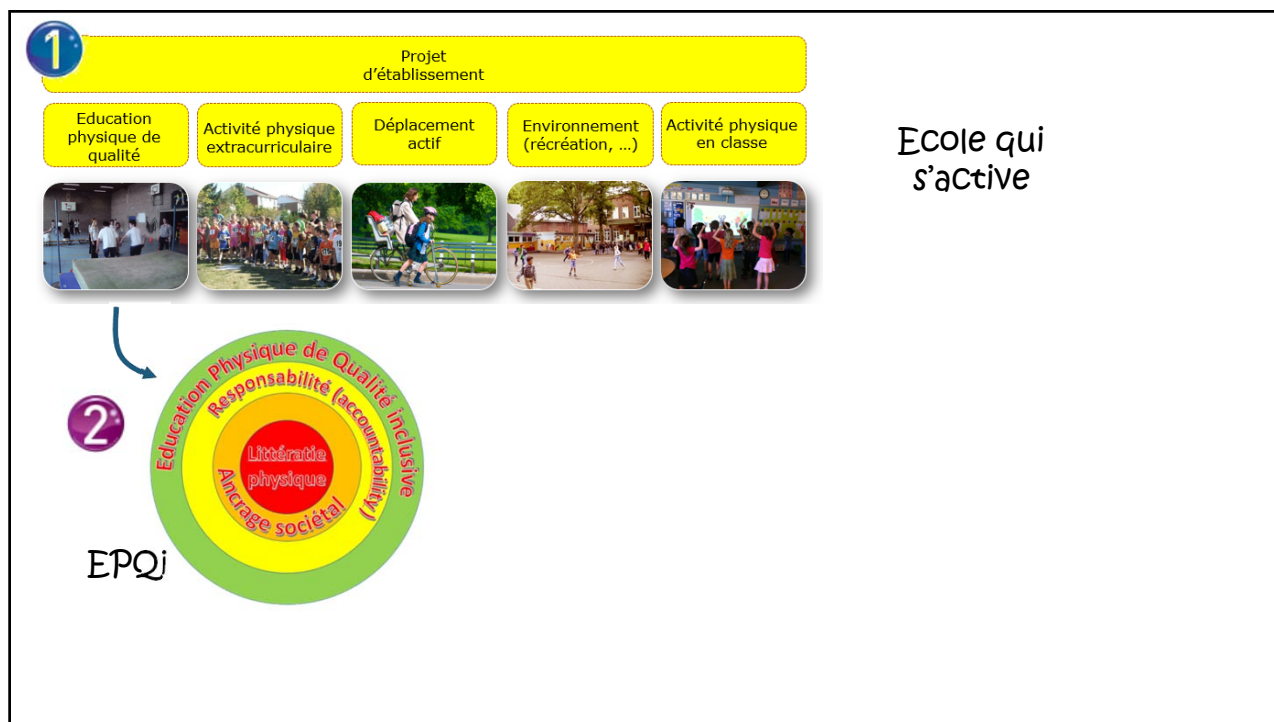 1
Projet
d'établissement
Education
physique de
qualité
Activité physique
extracurriculaire
Déplacement
actif
Environnement
(récréation, ...)
Activité physique
en classe
Ecole qui
s'active
2
Education Physique de Qualité inclusive
Responsabilité (accountability)
Littératie
physique
Ancrage sociétal
EPQi